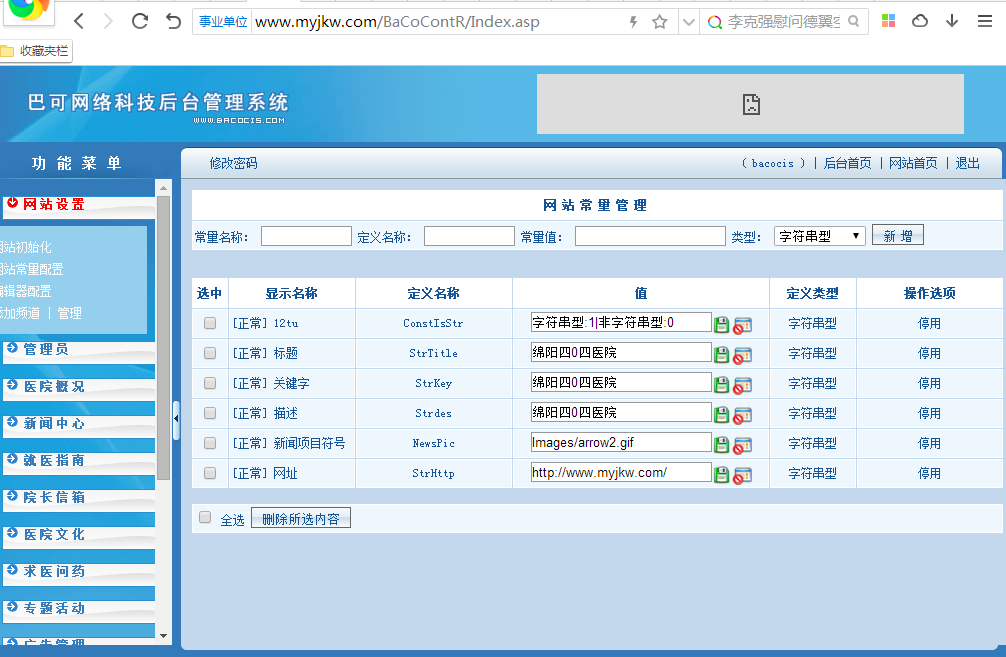 事业单位 www.myjkw.com/BaCoContR/Index.asp 李克强慰问德翼
收藏夹栏
巴可网络科技后台管理系统
WWW.BACOCIS.COM
功能菜单 修改密码 ( bacocis ) | 后台首页 | 网站首页 | 退出
网站设置
站初始化
站常量配置
辑器配置
加频道 | 管理
管理员
医院概况
新闻中心
就医指南
院长信箱
医院文化
求医问药
专题活动
广告管理
网站常量管理
常量名称: 定义名称: 常量值: 类型: 字符串型 新 增
选中 显示名称 定义名称 值 定义类型 操作选项
[正常] 12tu ConstIsStr 字符串型:1|非字符串型:0 字符串型 停用
[正常] 标题 StrTitle 绵阳四0四医院 字符串型 停用
[正常] 关键字 StrKey 绵阳四0四医院 字符串型 停用
[正常] 描述 Strdes 绵阳四0四医院 字符串型 停用
[正常] 新闻项目符号 NewsPic Images/arrow2.gif 字符串型 停用
[正常] 网址 StrHttp http://www.myjkw.com/ 字符串型 停用
全选 删除所选内容